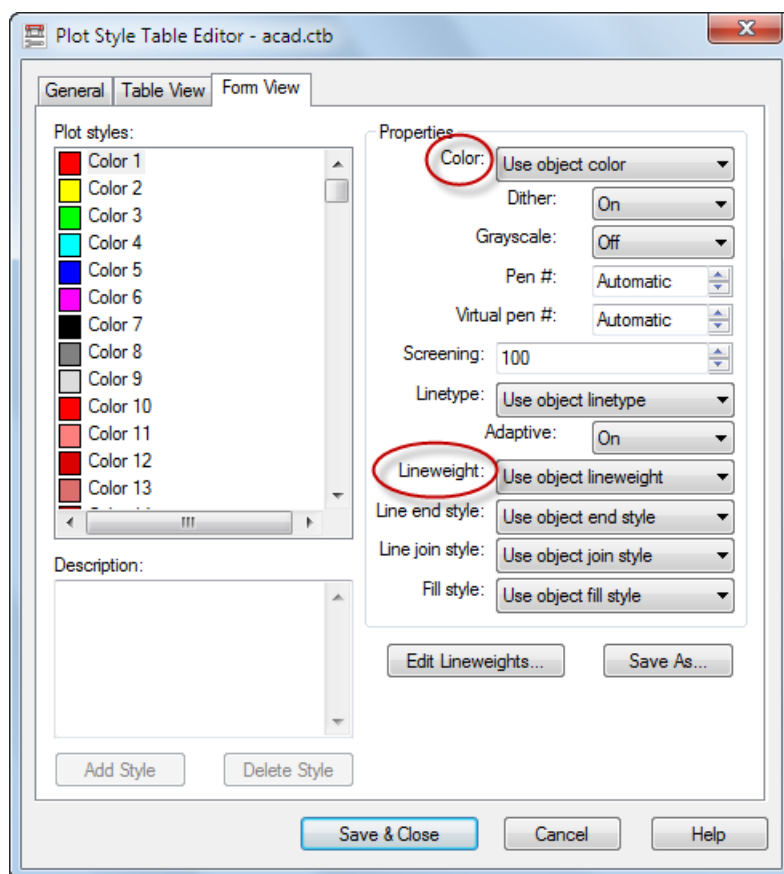 Plot Style Table Editor - acad.ctb
General Table View Form View
Plot styles:
Color 1
Color 2
Color 3
Color 4
Color 5
Color 6
Color 7
Color 8
Color 9
Color 10
Color 11
Color 12
Color 13
Description:
Add Style Delete Style
Properties
Color: Use object color
Dither: On
Grayscale: Off
Pen #: Automatic
Virtual pen #: Automatic
Screening: 100
Linetype: Use object linetype
Adaptive: On
Lineweight: Use object lineweight
Line end style: Use object end style
Line join style: Use object join style
Fill style: Use object fill style
Edit Lineweights... Save As...
Save & Close Cancel Help